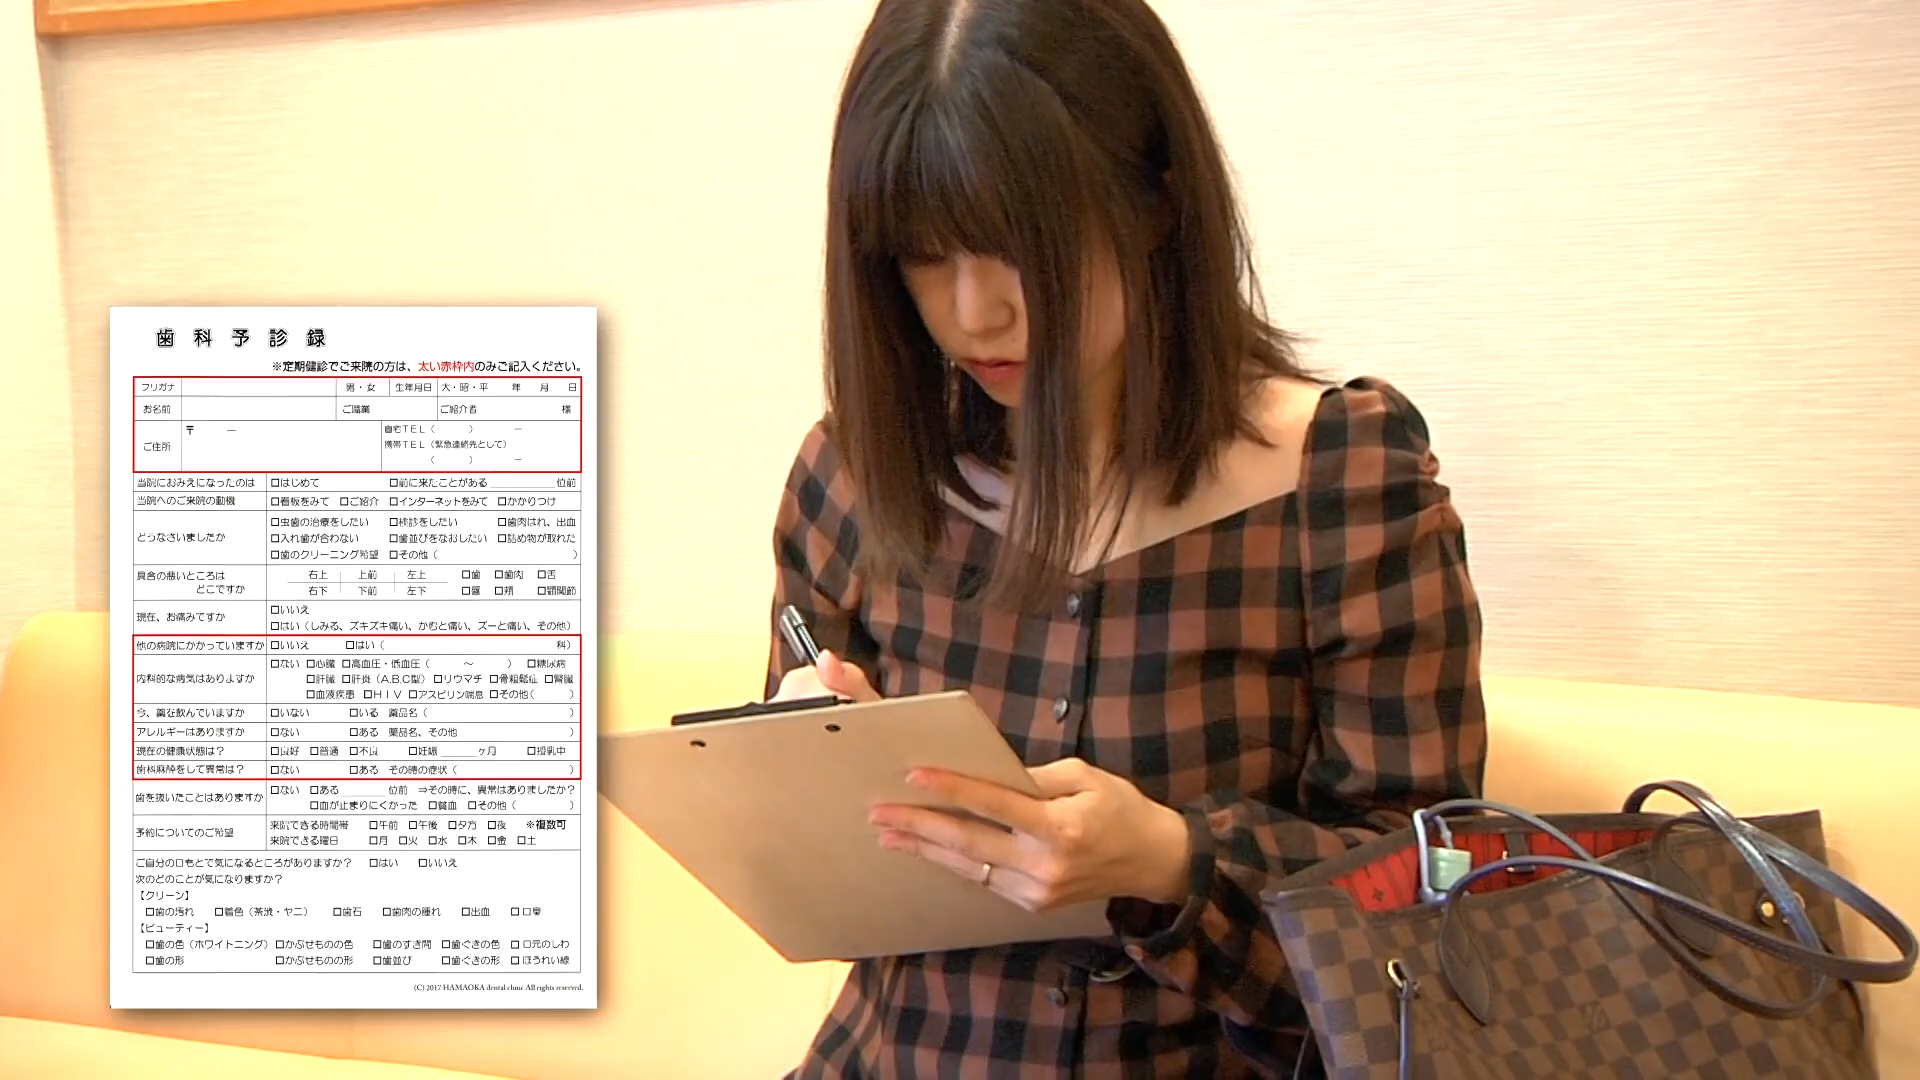 歯科予診録
※定期健診でご来院の方は、太い赤枠内のみご記入ください。
フリガナ 男・女 生年月日 大・昭・平 年 月 日
お名前 ご職業 ご紹介者 様
ご住所 〒 ー 自宅TEL( ) ー
携帯TEL(緊急連絡先として)
( ) ー
当院におみえになったのは □はじめて □前に来たことがある ____ 位前
当院へのご来院の動機 □看板をみて □ご紹介 □インターネットをみて □かかりつけ
どうなさいましたか □虫歯の治療をしたい □検診をしたい □歯肉はれ、出血
□入れ歯が合わない □歯並びをなおしたい □詰め物が取れた
□歯のクリーニング希望 □その他( )
具合の悪いところは どこですか 右上 上前 左上 □歯 □歯肉 □舌
右下 下前 左下 □唇 □頬 □顎関節
現在、お痛みですか □いいえ
□はい(しみる、ズキズキ痛い、かむと痛い、ズーと痛い、その他)
他の病院にかかっていますか □いいえ □はい( 科)
内科的な病気はありますか □ない □心臓 □高血圧・低血圧( ～ ) □糖尿病
□肝臓 □肝炎(A.B.C型) □リウマチ □骨粗鬆症 □腎臓
□血液疾患 □HIV □アスピリン喘息 □その他( )
今、薬を飲んでいますか □いない □いる 薬品名( )
アレルギーはありますか □ない □ある 薬品名、その他 )
現在の健康状態は? □良好 □普通 □不良 □妊娠____ヶ月 □授乳中
歯科麻酔をして異常は? □ない □ある その時の症状( )
歯を抜いたことはありますか □ない □ある____位前 ⇒その時に、異常はありましたか?
□血が止まりにくかった □貧血 □その他( )
予約についてのご希望 来院できる時間帯 □午前 □午後 □夕方 □夜 ※複数可
来院できる曜日 □月 □火 □水 □木 □金 □土
ご自分の口もとで気になるところがありますか? □はい □いいえ
次のどのことが気になりますか?
【クリーン】
□歯の汚れ □着色(茶渋・ヤニ) □歯石 □歯肉の腫れ □出血 □口臭
【ビューティー】
□歯の色(ホワイトニング) □かぶせものの色 □歯のすき間 □歯ぐきの色 □口元のしわ
□歯の形 □かぶせものの形 □歯並び □歯ぐきの形 □ほうれい線
(C) 2017 HAMAOKA dental clinic All rights reserved.